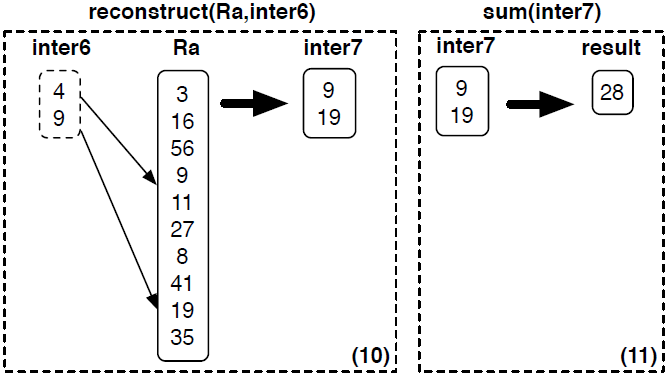 reconstruct(Ra,inter6)
inter6
Ra
inter7
4
9
3
16
56
9
11
27
8
41
19
35
9
19
(10)
sum(inter7)
inter7
result
9
19
28
(11)